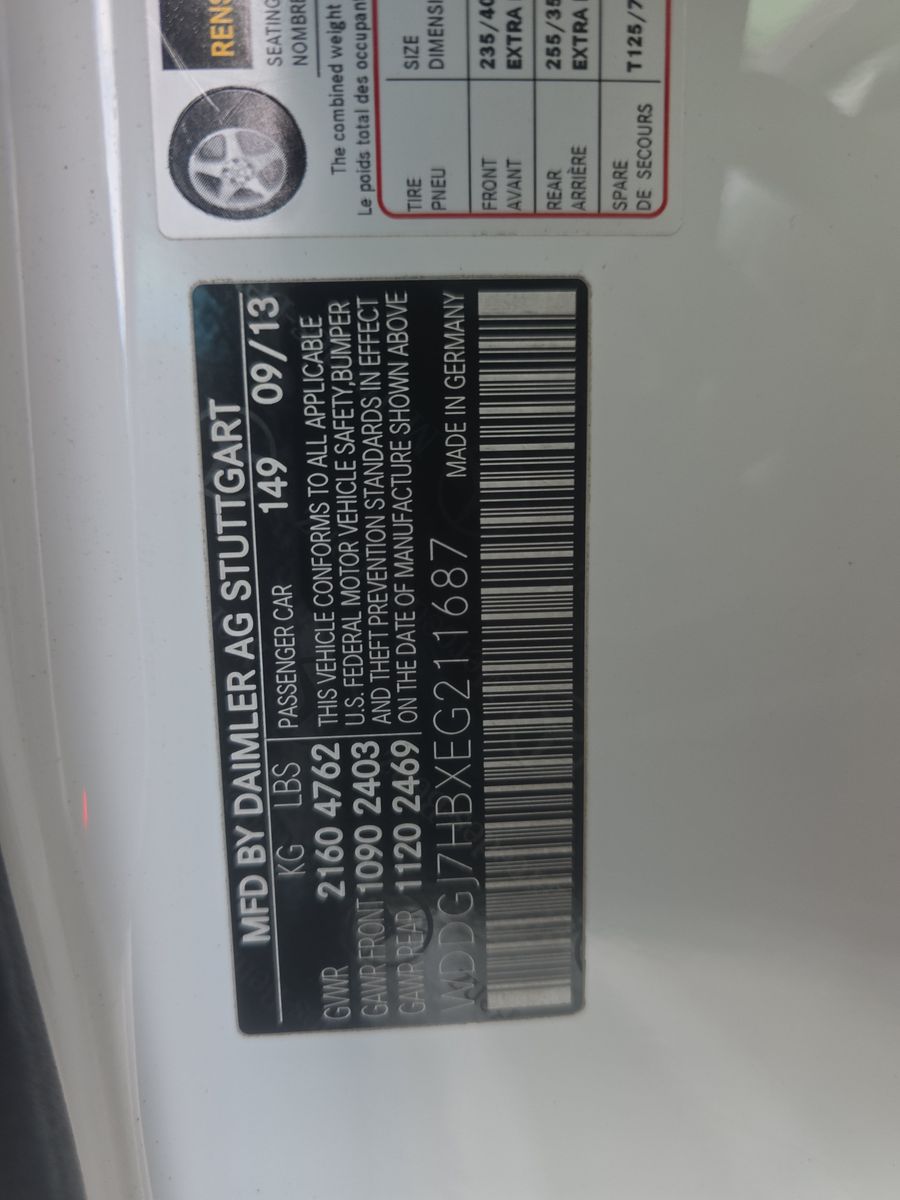 MFD BY DAIMLER AG STUTTGART
KG LBS PASSENGER CAR 149 09/13
GVWR 2160 4762 THIS VEHICLE CONFORMS TO ALL APPLICABLE
U.S. FEDERAL MOTOR VEHICLE SAFETY,BUMPER
GAWR FRONT 1090 2403 AND THEFT PREVENTION STANDARDS IN EFFECT
GAWR REAR 1120 2469 ON THE DATE OF MANUFACTURE SHOWN ABOVE
WDDGJ7HBXEG211687 MADE IN GERMANY
SEATING
The combined weight
Le poids total des
TIRE SIZE
PNEU
FRONT 235/40
AVANT EXTRA
REAR 255/35
ARRIÈRE EXTRA
SPARE T125/7
DE SECOURS